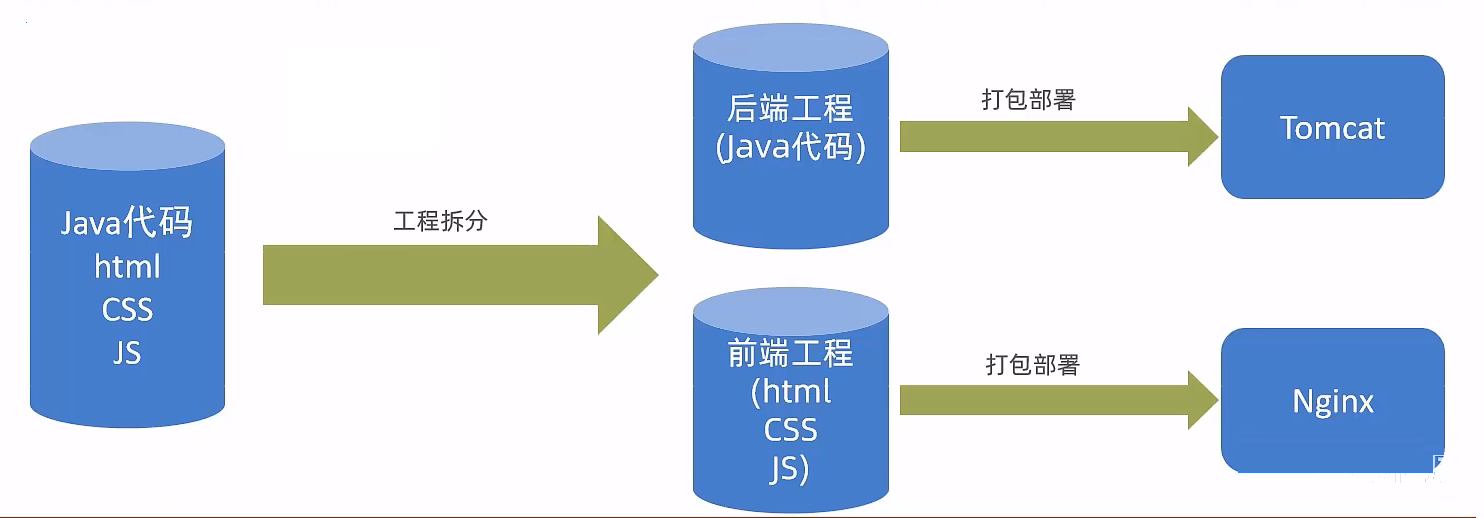 Java代码
html
CSS
JS
工程拆分
后端工程
(Java代码)
打包部署
Tomcat
前端工程
(html
CSS
JS)
打包部署
Nginx